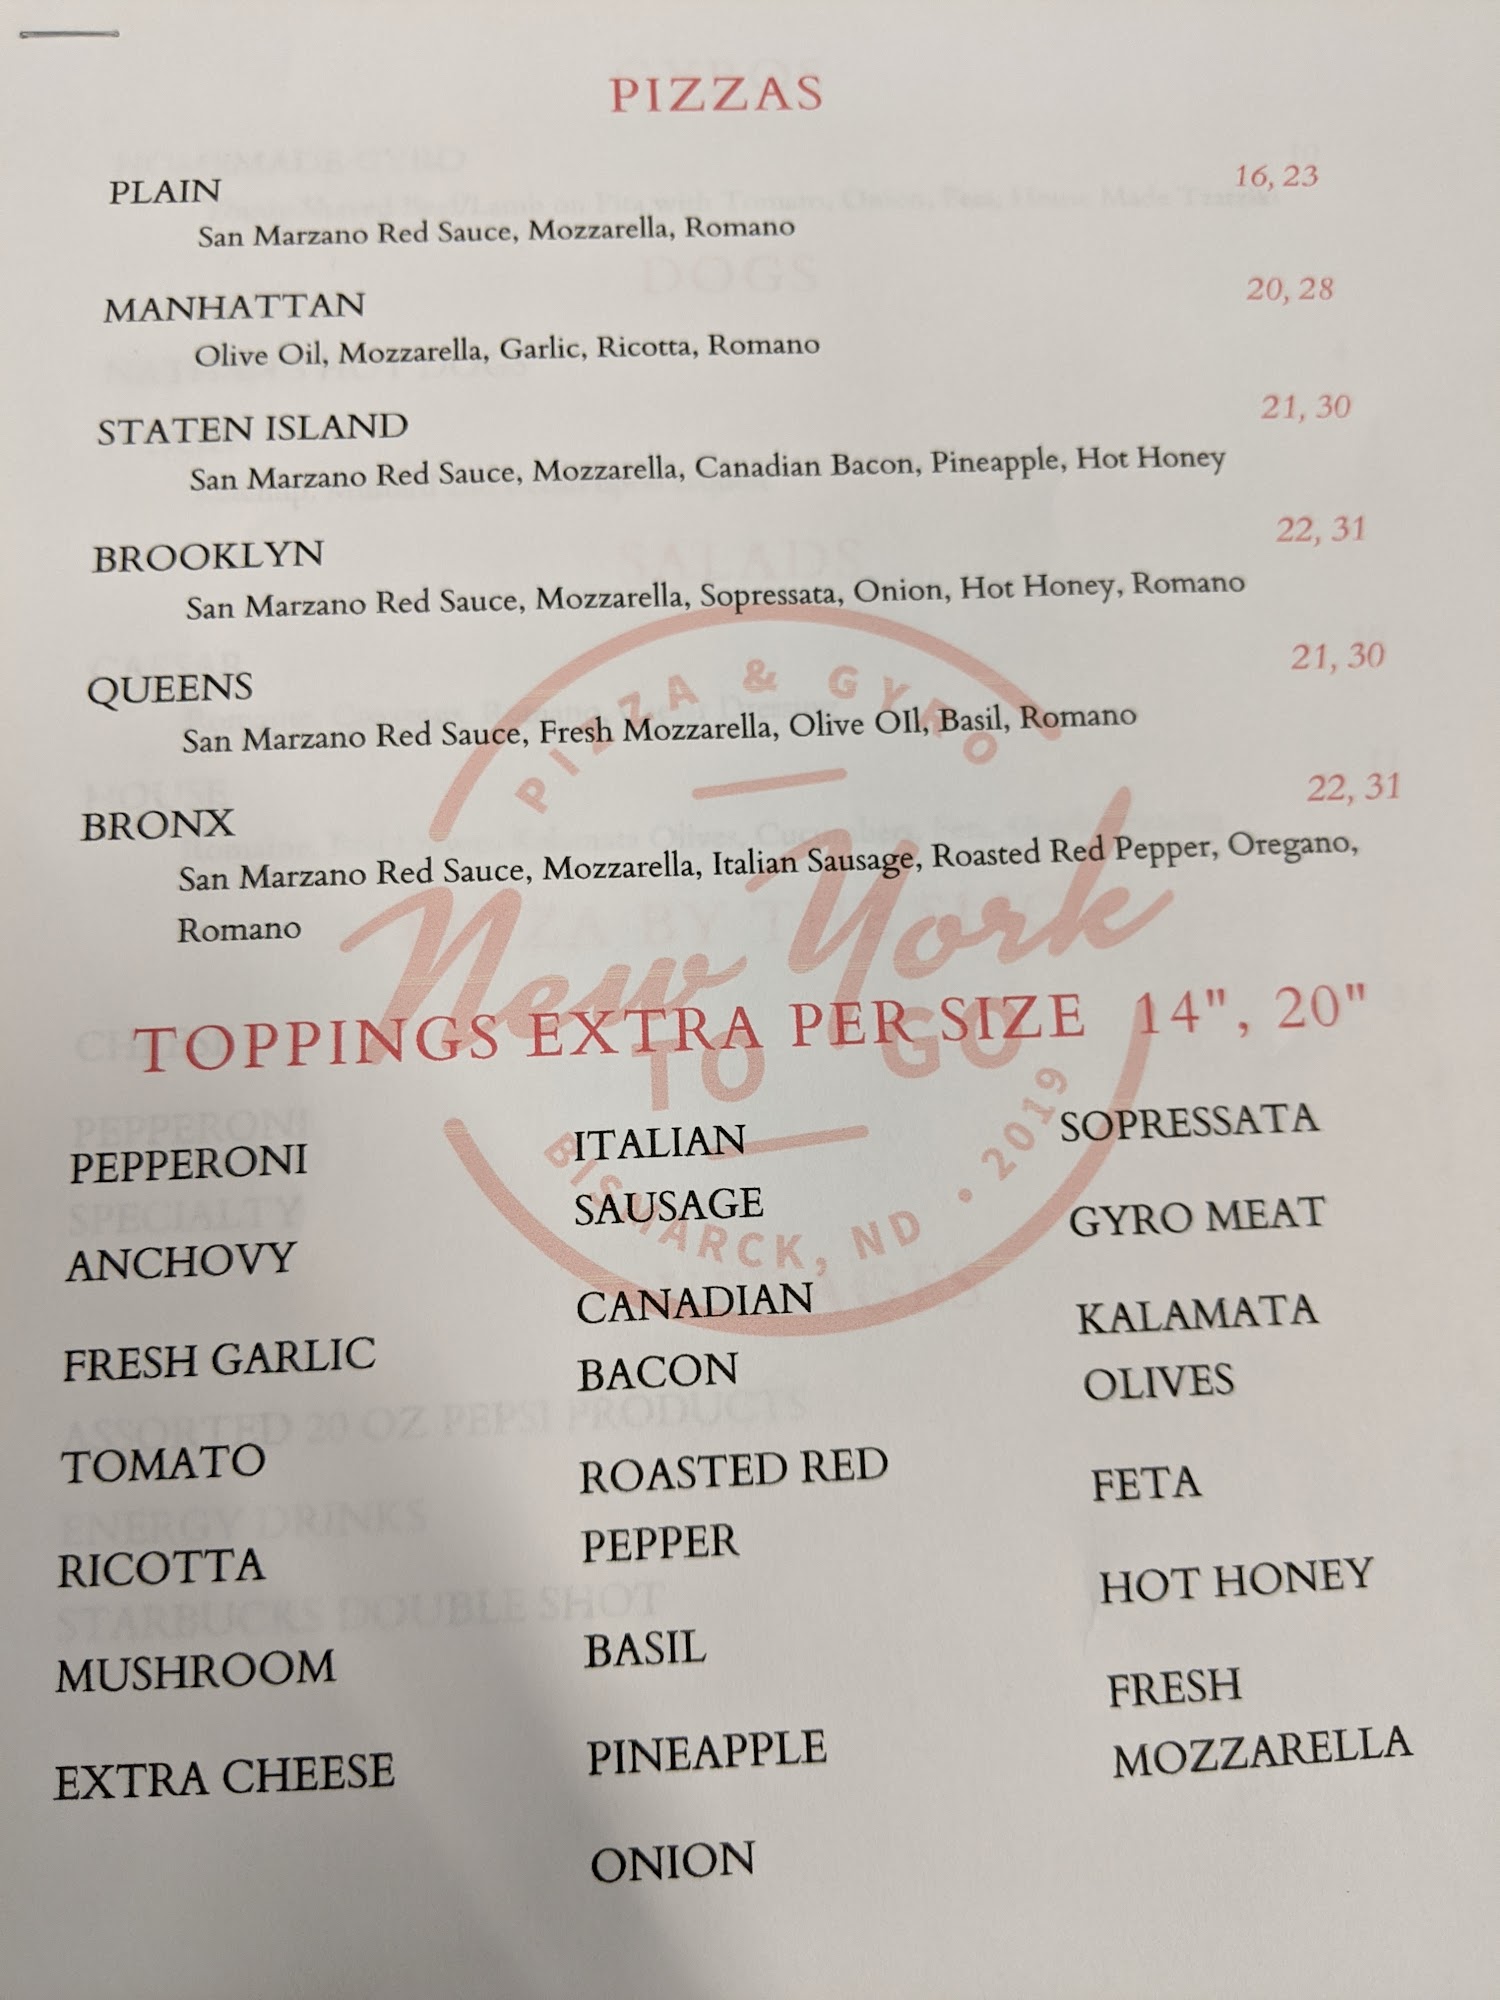 PIZZAS
PLAIN 16, 23
San Marzano Red Sauce, Mozzarella, Romano
MANHATTAN 20, 28
Olive Oil, Mozzarella, Garlic, Ricotta, Romano
STATEN ISLAND 21, 30
San Marzano Red Sauce, Mozzarella, Canadian Bacon, Pineapple, Hot Honey
BROOKLYN 22, 31
San Marzano Red Sauce, Mozzarella, Sopressata, Onion, Hot Honey, Romano
QUEENS 21, 30
San Marzano Red Sauce, Fresh Mozzarella, Olive OIl, Basil, Romano
BRONX 22, 31
San Marzano Red Sauce, Mozzarella, Italian Sausage, Roasted Red Pepper, Oregano,
Romano
PIZZA & GYRO
New York
TO GO
BISMARCK, ND • 2019
TOPPINGS EXTRA PER SIZE 14", 20"
PEPPERONI
ANCHOVY
FRESH GARLIC
TOMATO
RICOTTA
MUSHROOM
EXTRA CHEESE
ITALIAN
SAUSAGE
CANADIAN
BACON
ROASTED RED
PEPPER
BASIL
PINEAPPLE
ONION
SOPRESSATA
GYRO MEAT
KALAMATA
OLIVES
FETA
HOT HONEY
FRESH
MOZZARELLA